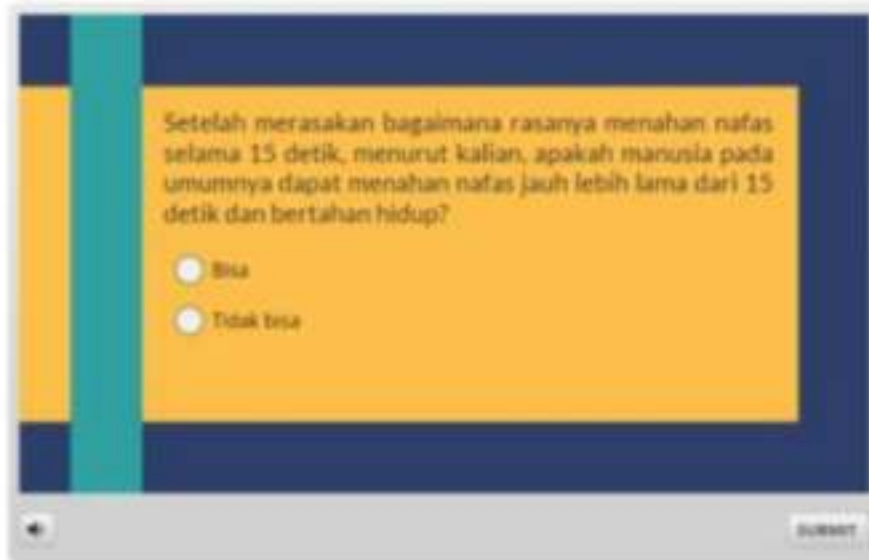 Setelah merasakan bagaimana rasanya menahan nafas
selama 15 detik, menurut kalian, apakah manusia pada
umumnya dapat menahan nafas jauh lebih lama dari 15
detik dan bertahan hidup?
Bisa
Tidak bisa
SUBMIT